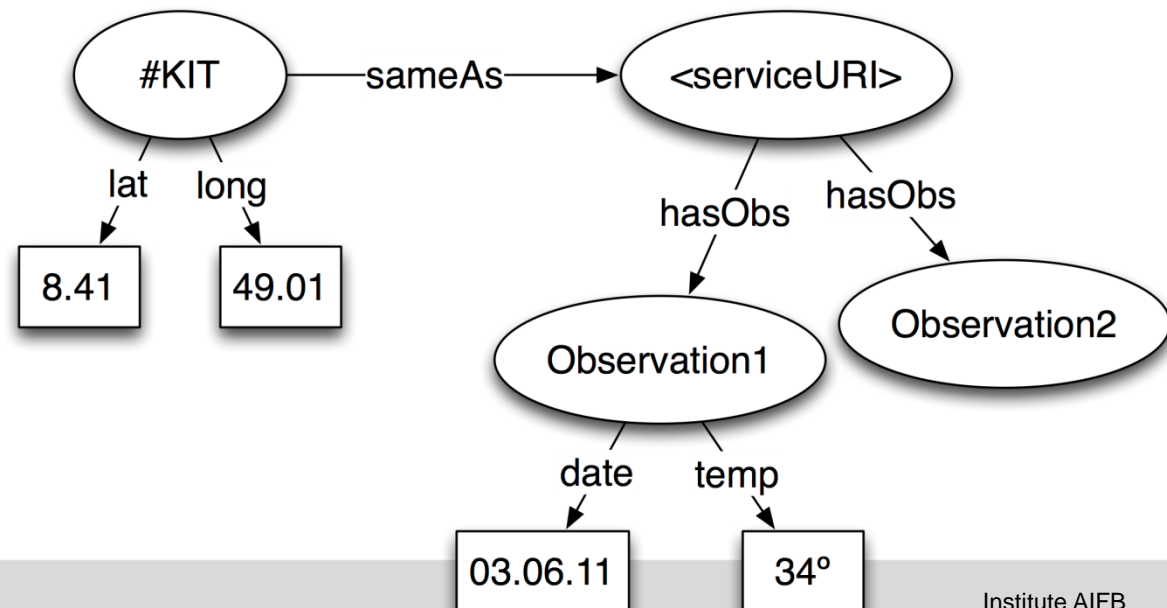 #KIT
sameAs
<serviceURI>
lat
long
hasObs
hasObs
8.41
49.01
Observation1
Observation2
date
temp
03.06.11
34º
Institute AIFB